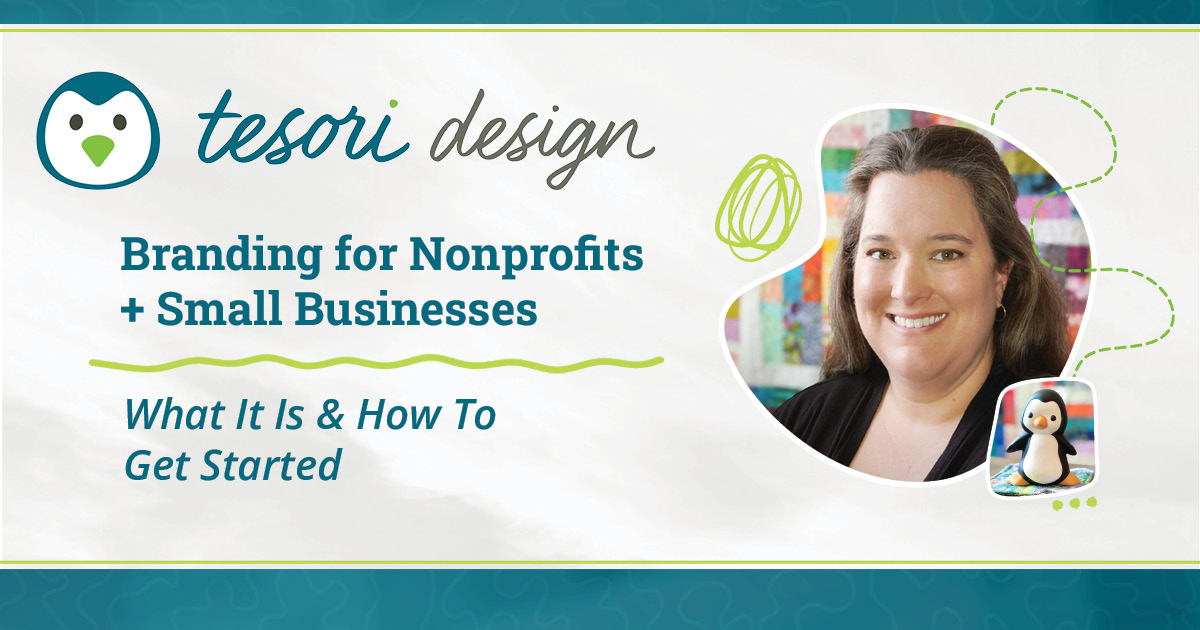 tesori design
Branding for Nonprofits
+ Small Businesses
What It Is & How To
Get Started